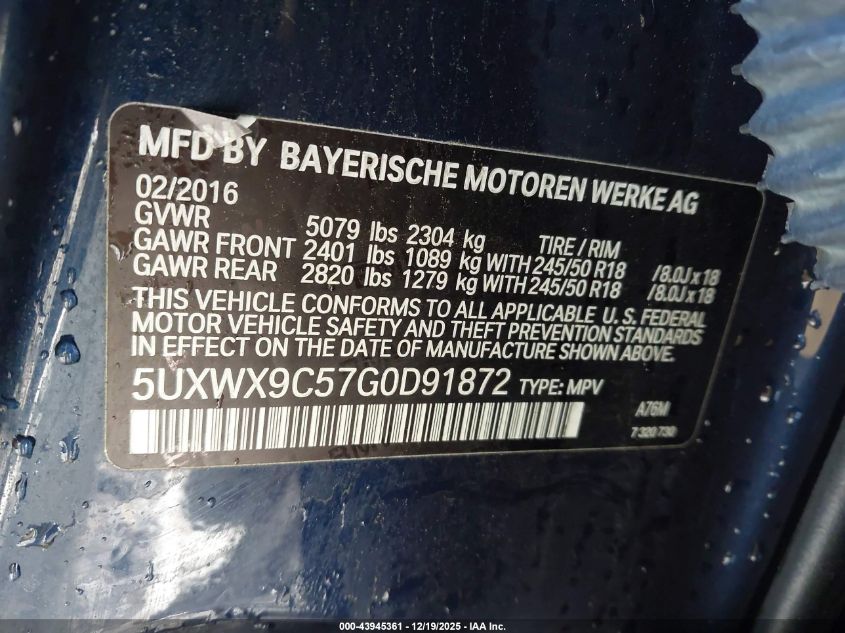 MFD BY BAYERISCHE MOTOREN WERKE AG
02/2016
GVWR 5079 lbs 2304 kg TIRE / RIM
GAWR FRONT 2401 lbs 1089 kg WITH 245/50 R18 /8.0J x 18
GAWR REAR 2820 lbs 1279 kg WITH 245/50 R18 /8.0J x 18
THIS VEHICLE CONFORMS TO ALL APPLICABLE U. S. FEDERAL
MOTOR VEHICLE SAFETY AND THEFT PREVENTION STANDARDS
IN EFFECT ON THE DATE OF MANUFACTURE SHOWN ABOVE.
5UXWX9C57G0D91872 TYPE: MPV
A76M
7 320 730
000-43945361 | 12/19/2025 | IAA Inc.